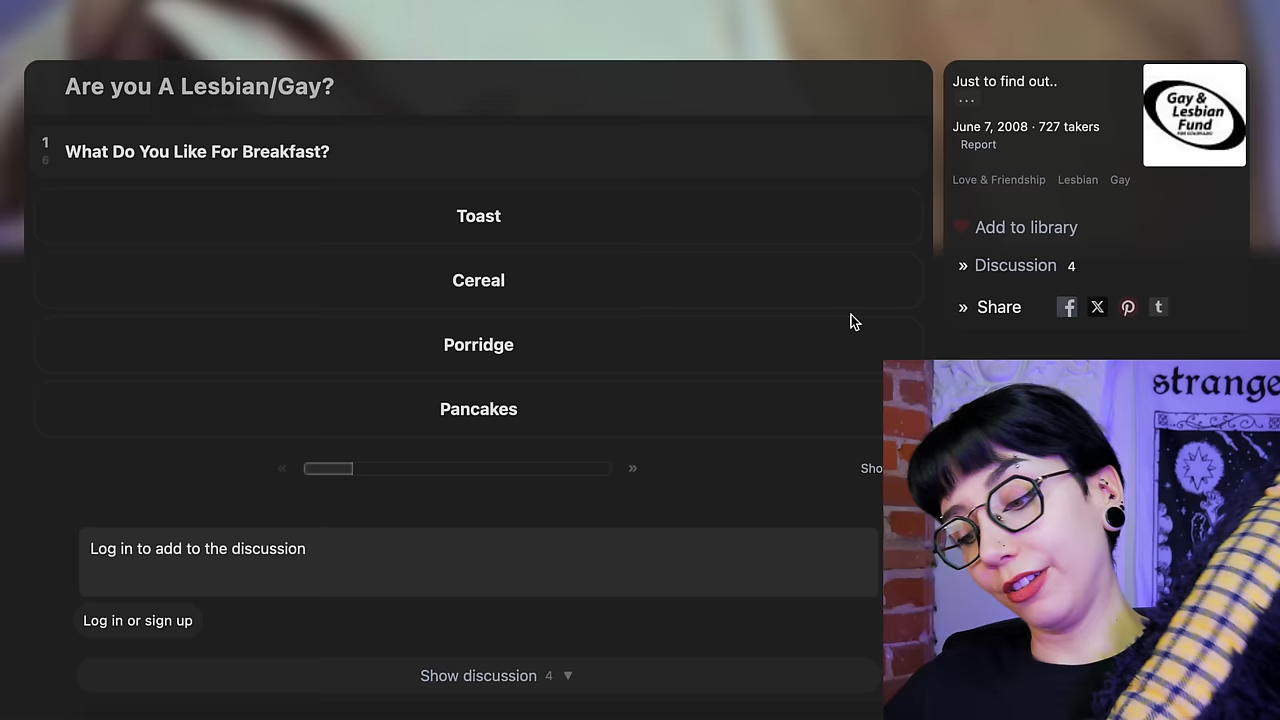 Are you A Lesbian/Gay?
1
6
What Do You Like For Breakfast?
Toast
Cereal
Porridge
Pancakes
«
»
Sho
Log in to add to the discussion
Log in or sign up
Show discussion 4 ▼
Just to find out..
...
June 7, 2008 · 727 takers
Report
Love & Friendship Lesbian Gay
Add to library
» Discussion 4
» Share
Gay &
Lesbian
Fund
strange